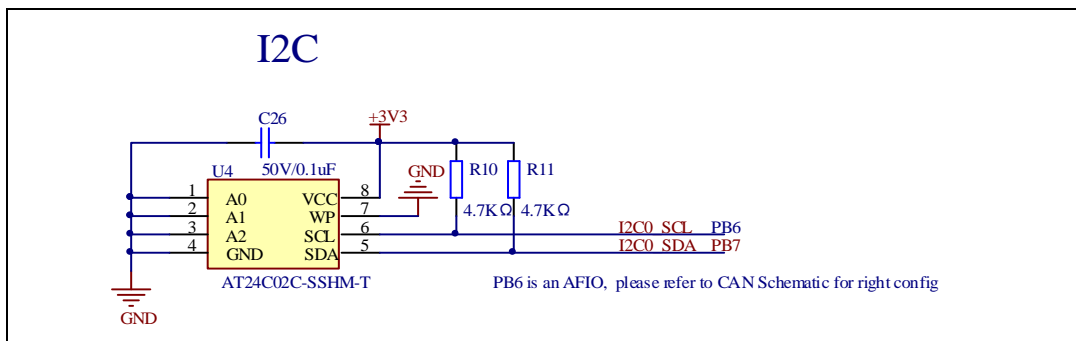 I2C
+3V3
C26
50V/0.1uF
U4
GND
R10
R11
4.7KΩ
4.7KΩ
1 A0 VCC 8
2 A1 WP 7
3 A2 SCL 6
4 GND SDA 5
I2C0_SCL PB6
I2C0_SDA PB7
AT24C02C-SSHM-T
PB6 is an AFIO, please refer to CAN Schematic for right config
GND